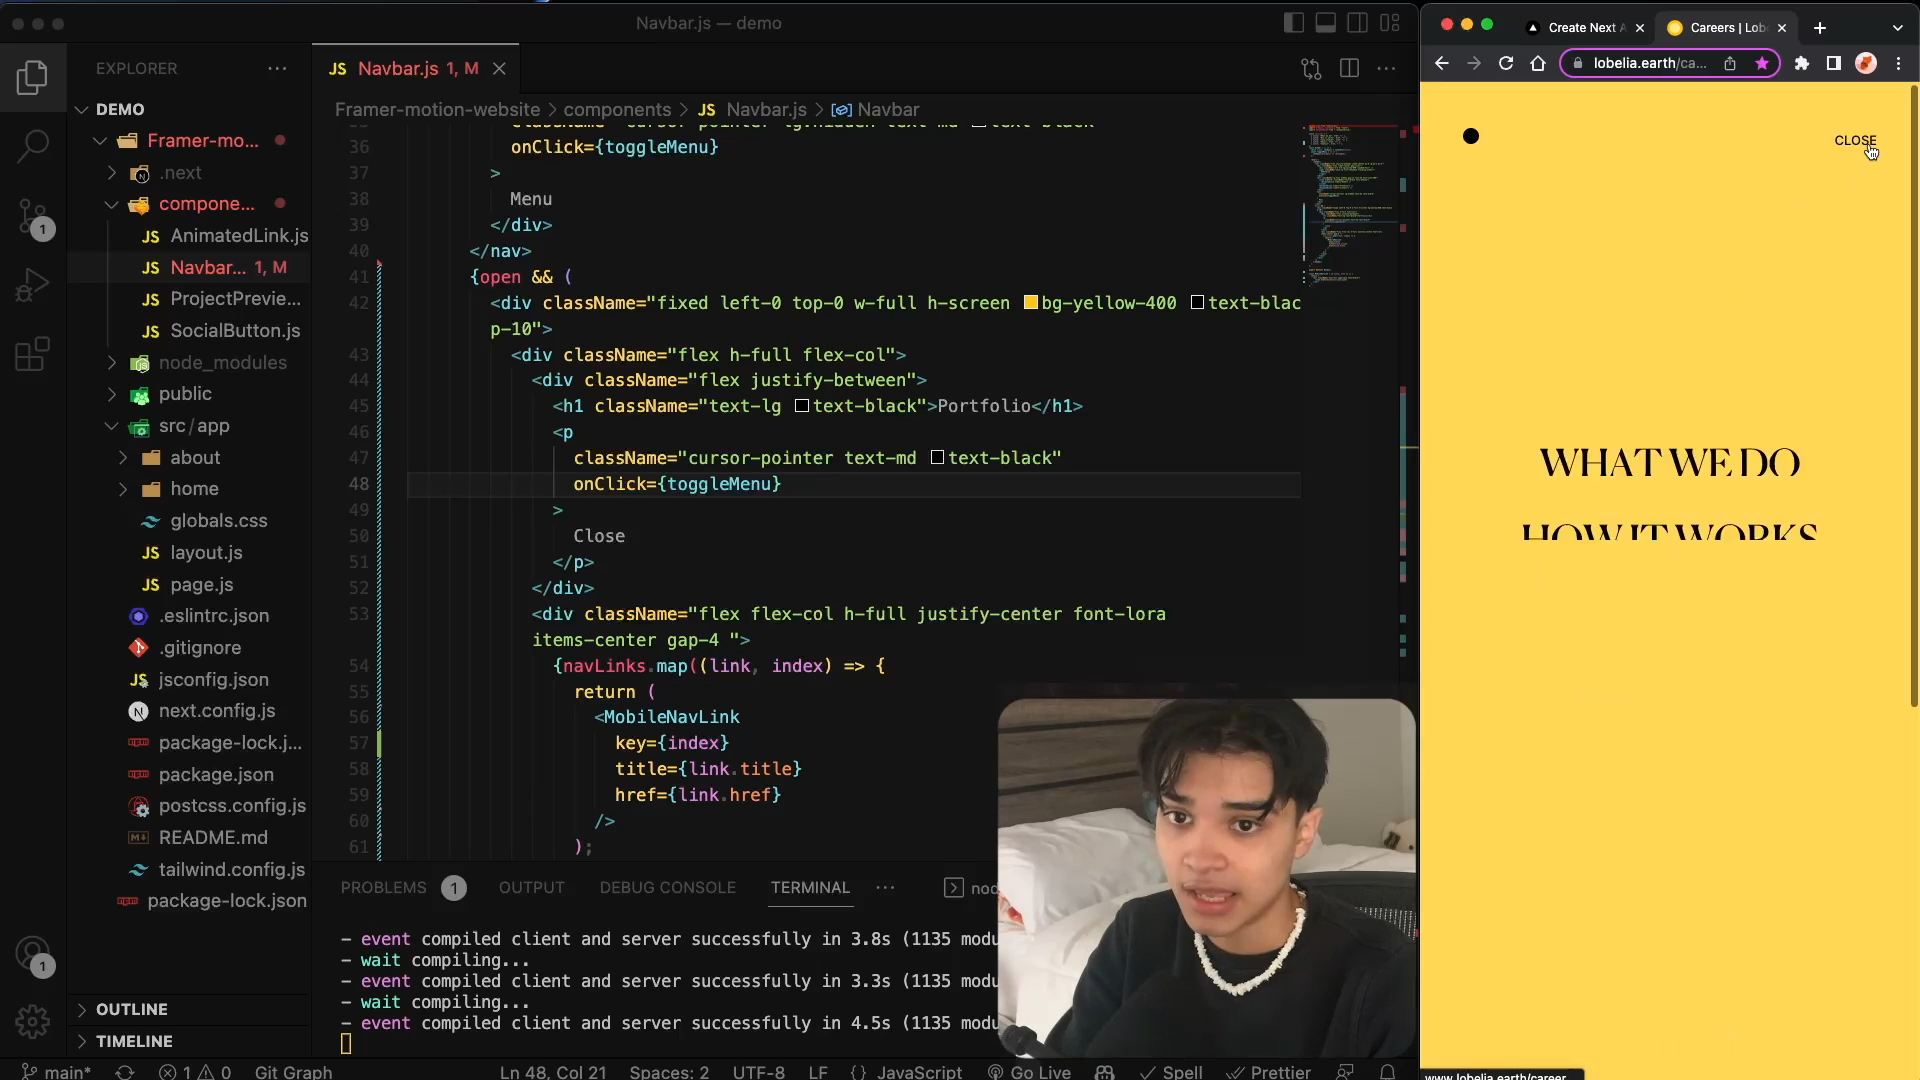 Navbar.js — demo
EXPLORER
DEMO
Framer-mo...
.next
compone...
AnimatedLink.js
Navbar... 1, M
ProjectPrevie...
SocialButton.js
node_modules
public
src/app
about
home
globals.css
layout.js
page.js
.eslintrc.json
.gitignore
jsconfig.json
next.config.js
package-lock.j...
package.json
postcss.config.js
README.md
tailwind.config.js
package-lock.json
OUTLINE
TIMELINE
1
1
JS Navbar.js 1, M
Framer-motion-website > components > JS Navbar.js > Navbar
36 onClick={toggleMenu}
37 >
38 Menu
39 </div>
40 </nav>
41 {open && (
42 <div className="fixed left-0 top-0 w-full h-screen bg-yellow-400 text-blac
p-10">
43 <div className="flex h-full flex-col">
44 <div className="flex justify-between">
45 <h1 className="text-lg text-black">Portfolio</h1>
46 <p
47 className="cursor-pointer text-md text-black"
48 onClick={toggleMenu}
49 >
50 Close
51 </p>
52 </div>
53 <div className="flex flex-col h-full justify-center font-lora
items-center gap-4 ">
54 {navLinks.map((link, index) => {
55 return (
56 <MobileNavLink
57 key={index}
58 title={link.title}
59 href={link.href}
60 />
61 );
PROBLEMS 1 OUTPUT DEBUG CONSOLE TERMINAL ...
- event compiled client and server successfully in 3.8s (1135 modu
- wait compiling...
- event compiled client and server successfully in 3.3s (1135 modu
- wait compiling...
- event compiled client and server successfully in 4.5s (1135 modu
main* 1 0 Git Graph Ln 48, Col 21 Spaces: 2 UTF-8 LF {} JavaScript Go Live Spell Prettier
Create Next A
Careers | Lob
lobelia.earth/ca...
CLOSE
WHAT WE DO
HOW IT WORKS
www.lobelia.earth/career